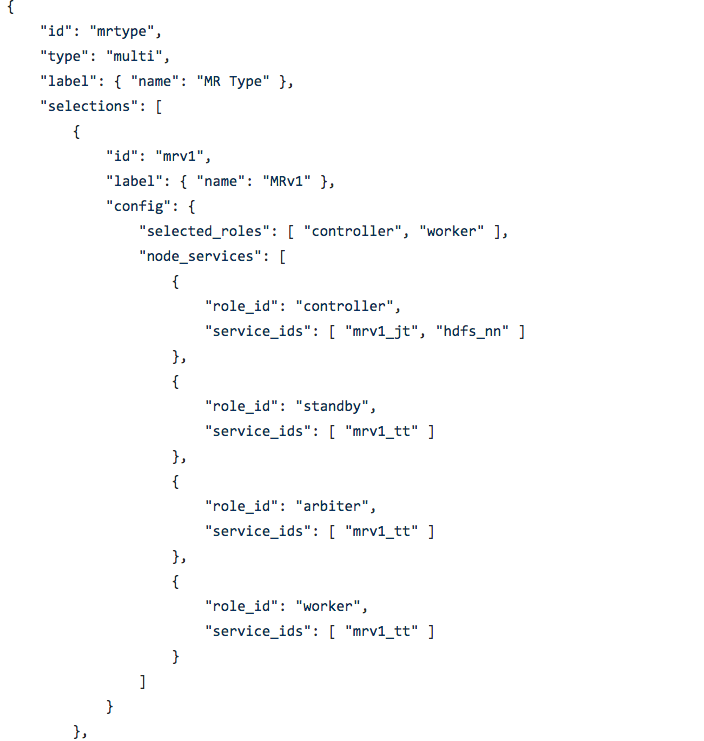 {
    "id": "mrtype",
    "type": "multi",
    "label": { "name": "MR Type" },
    "selections": [
        {
            "id": "mrv1",
            "label": { "name": "MRv1" },
            "config": {
                "selected_roles": [ "controller", "worker" ],
                "node_services": [
                    {
                        "role_id": "controller",
                        "service_ids": [ "mrv1_jt", "hdfs_nn" ]
                    },
                    {
                        "role_id": "standby",
                        "service_ids": [ "mrv1_tt" ]
                    },
                    {
                        "role_id": "arbiter",
                        "service_ids": [ "mrv1_tt" ]
                    },
                    {
                        "role_id": "worker",
                        "service_ids": [ "mrv1_tt" ]
                    }
                ]
            }
        },